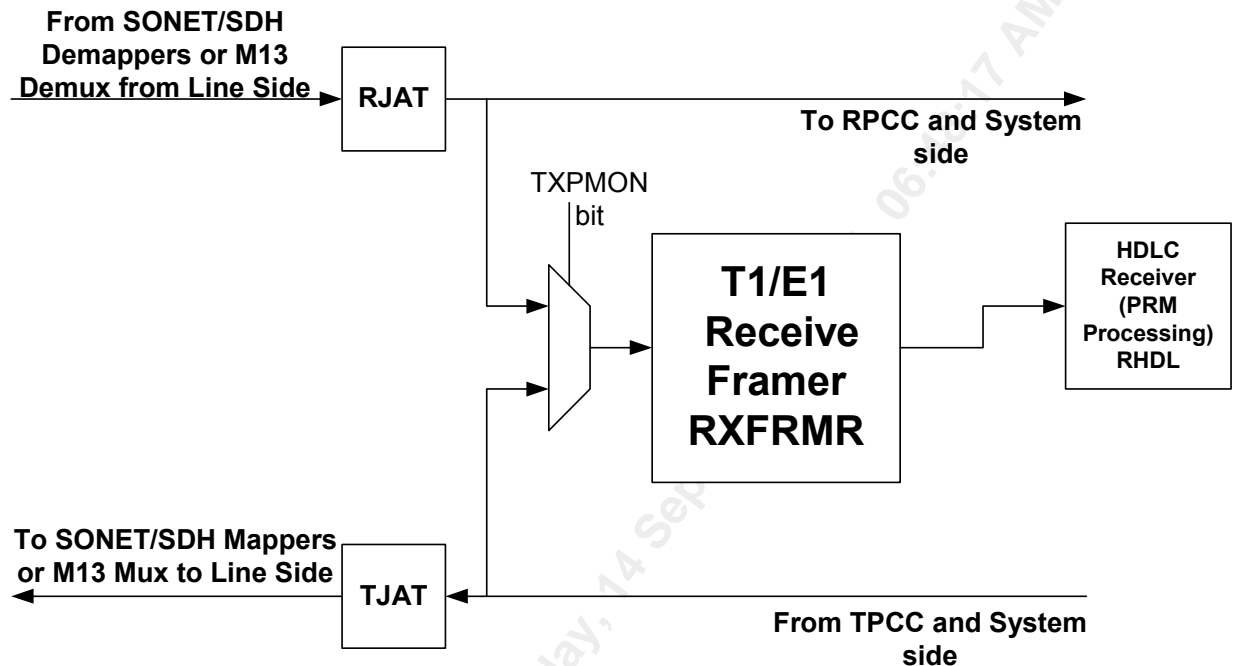 From SONET/SDH
Demappers or M13
Demux from Line Side
RJAT
To RPCC and System
side
TXPMON
bit
T1/E1
Receive
Framer
RXFRMR
HDLC
Receiver
(PRM
Processing)
RHDL
To SONET/SDH Mappers
or M13 Mux to Line Side
TJAT
From TPCC and System
side